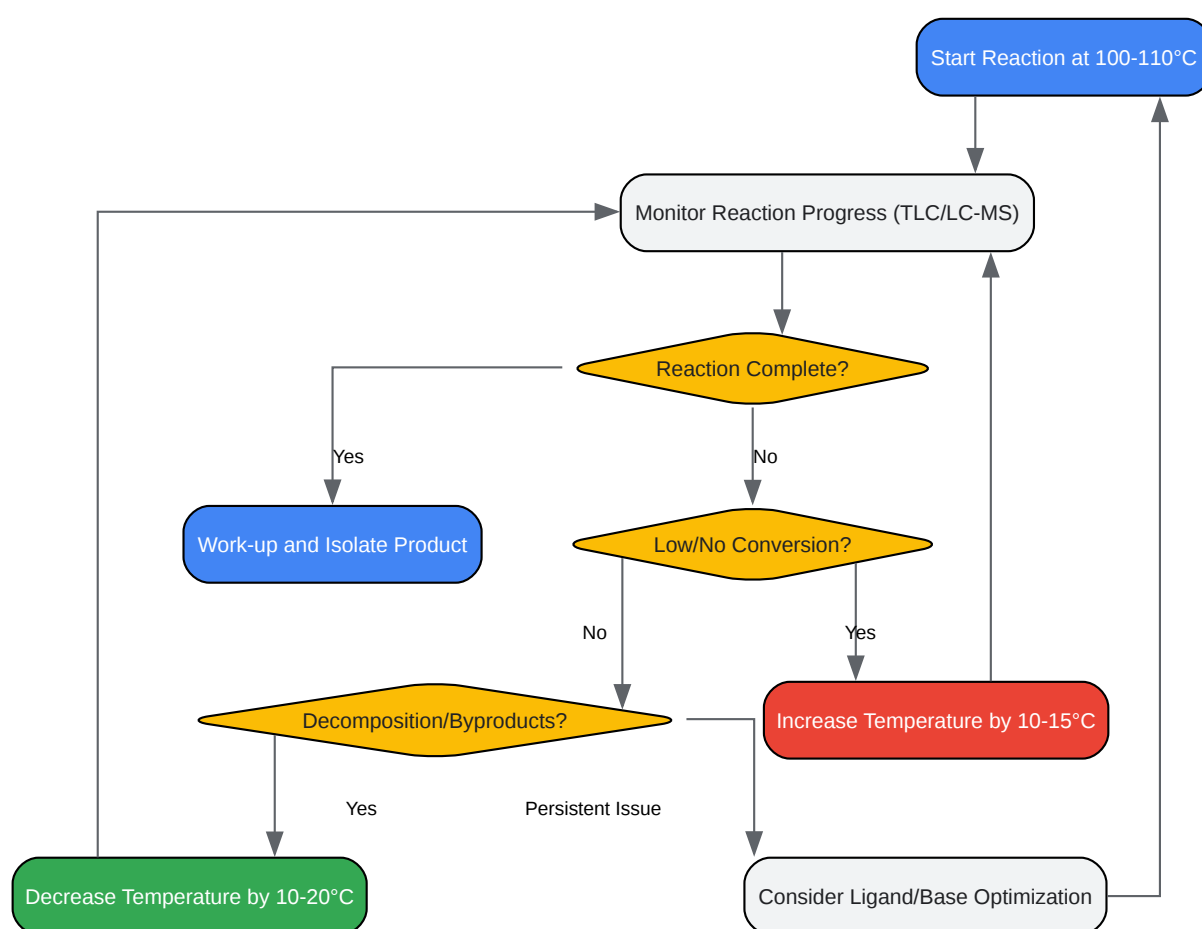 Start Reaction at 100-110°C
Monitor Reaction Progress (TLC/LC-MS)
Reaction Complete?
Yes
No
Work-up and Isolate Product
Low/No Conversion?
No
Yes
Decomposition/Byproducts?
Increase Temperature by 10-15°C
Yes
Persistent Issue
Decrease Temperature by 10-20°C
Consider Ligand/Base Optimization